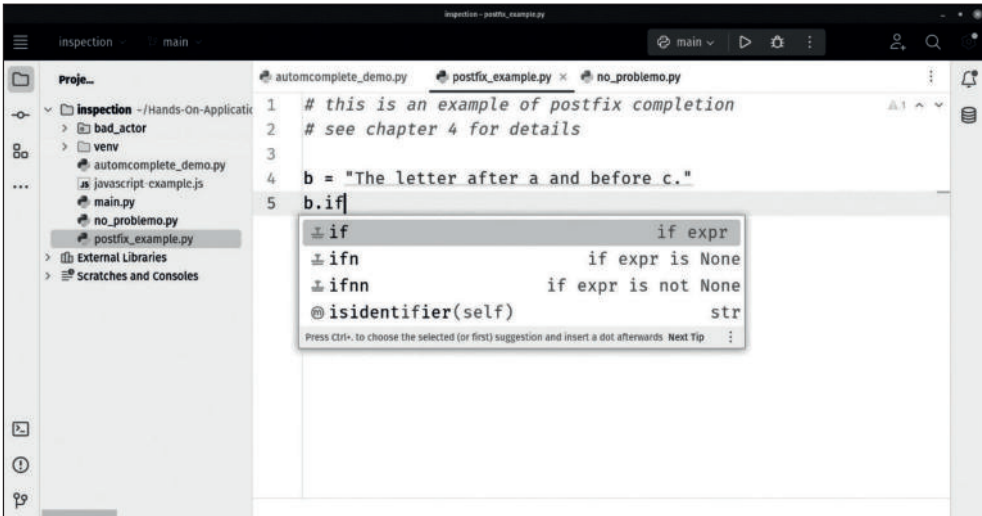 inspection – postfix_example.py
inspection main main
Proje...
automcomplete_demo.py postfix_example.py × no_problemo.py
inspection ~/Hands-On-Applicatic
bad_actor
venv
automcomplete_demo.py
javascript-example.js
main.py
no_problemo.py
postfix_example.py
External Libraries
Scratches and Consoles
1 # this is an example of postfix completion
2 # see chapter 4 for details
3
4 b = "The letter after a and before c."
5 b.if
1
if if expr
ifn if expr is None
ifnn if expr is not None
isidentifier(self) str
Press Ctrl+. to choose the selected (or first) suggestion and insert a dot afterwards Next Tip